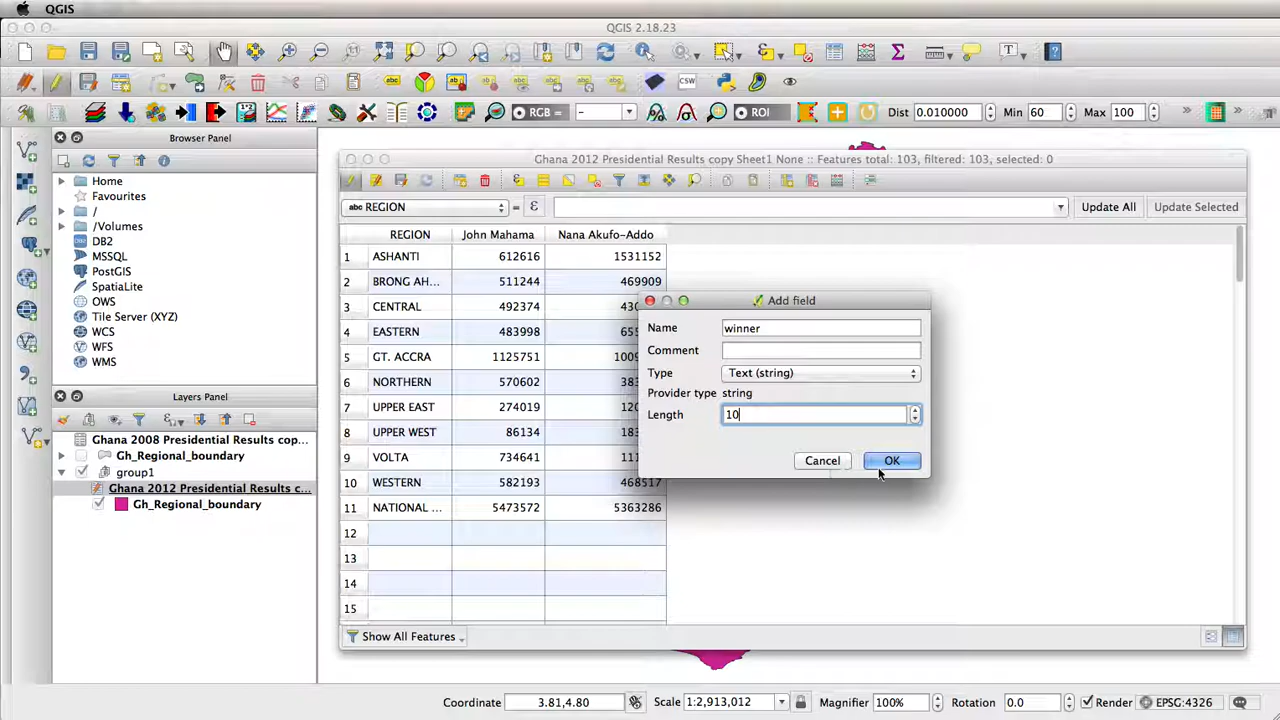 QGIS
QGIS 2.18.23
RGB =
-
ROI
Dist 0.010000 Min 60 Max 100
Browser Panel
Home
Favourites
/
/Volumes
DB2
MSSQL
PostGIS
SpatiaLite
OWS
Tile Server (XYZ)
WCS
WFS
WMS
Layers Panel
Ghana 2008 Presidential Results cop...
Gh_Regional_boundary
group1
Ghana 2012 Presidential Results c...
Gh_Regional_boundary
Ghana 2012 Presidential Results copy Sheet1 None :: Features total: 103, filtered: 103, selected: 0
abc REGION = ε Update All Update Selected
REGION John Mahama Nana Akufo-Addo
1 ASHANTI 612616 1531152
2 BRONG AH... 511244 469909
3 CENTRAL 492374
4 EASTERN 483998
5 GT. ACCRA 1125751
6 NORTHERN 570602
7 UPPER EAST 274019
8 UPPER WEST 86134
9 VOLTA 734641
10 WESTERN 582193 468517
11 NATIONAL ... 5473572 5363286
12
13
14
15
Show All Features
Add field
Name winner
Comment
Type Text (string)
Provider type string
Length 10
Cancel OK
Coordinate 3.81,4.80 Scale 1:2,913,012 Magnifier 100% Rotation 0.0 Render EPSG:4326